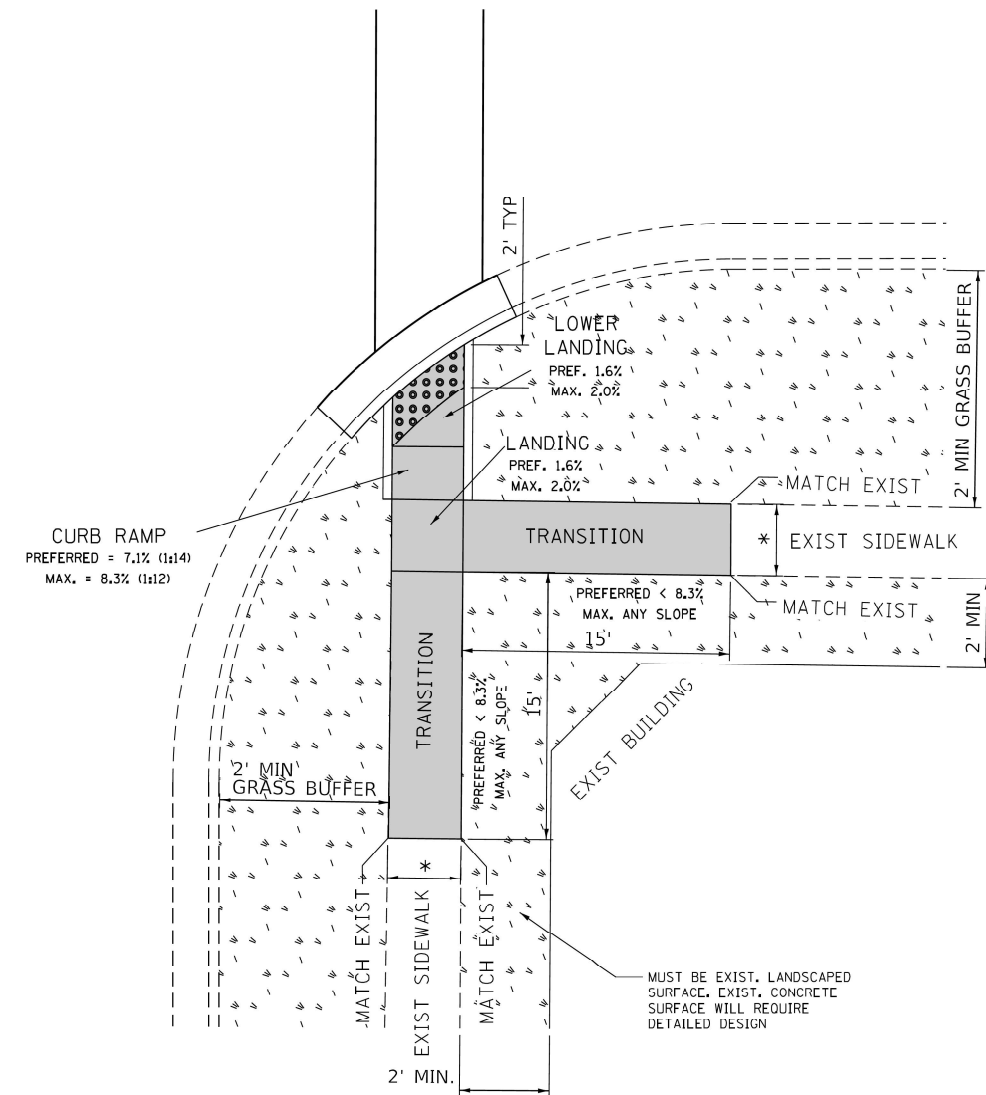 2' TYP
LOWER
LANDING
PREF. 1.6%
MAX. 2.0%
2' MIN GRASS BUFFER
LANDING
PREF. 1.6%
MAX. 2.0%
MATCH EXIST
CURB RAMP
PREFERRED = 7.1% (1:14)
MAX. = 8.3% (1:12)
TRANSITION
* EXIST SIDEWALK
PREFERRED < 8.3%
MAX. ANY SLOPE
MATCH EXIST
15'
2' MIN
TRANSITION
PREFERRED < 8.3%
MAX. ANY SLOPE
15'
EXIST BUILDING
2' MIN
GRASS BUFFER
*
MATCH EXIST
EXIST SIDEWALK
MATCH EXIST
MUST BE EXIST. LANDSCAPED
SURFACE. EXIST. CONCRETE
SURFACE WILL REQUIRE
DETAILED DESIGN
2' MIN.